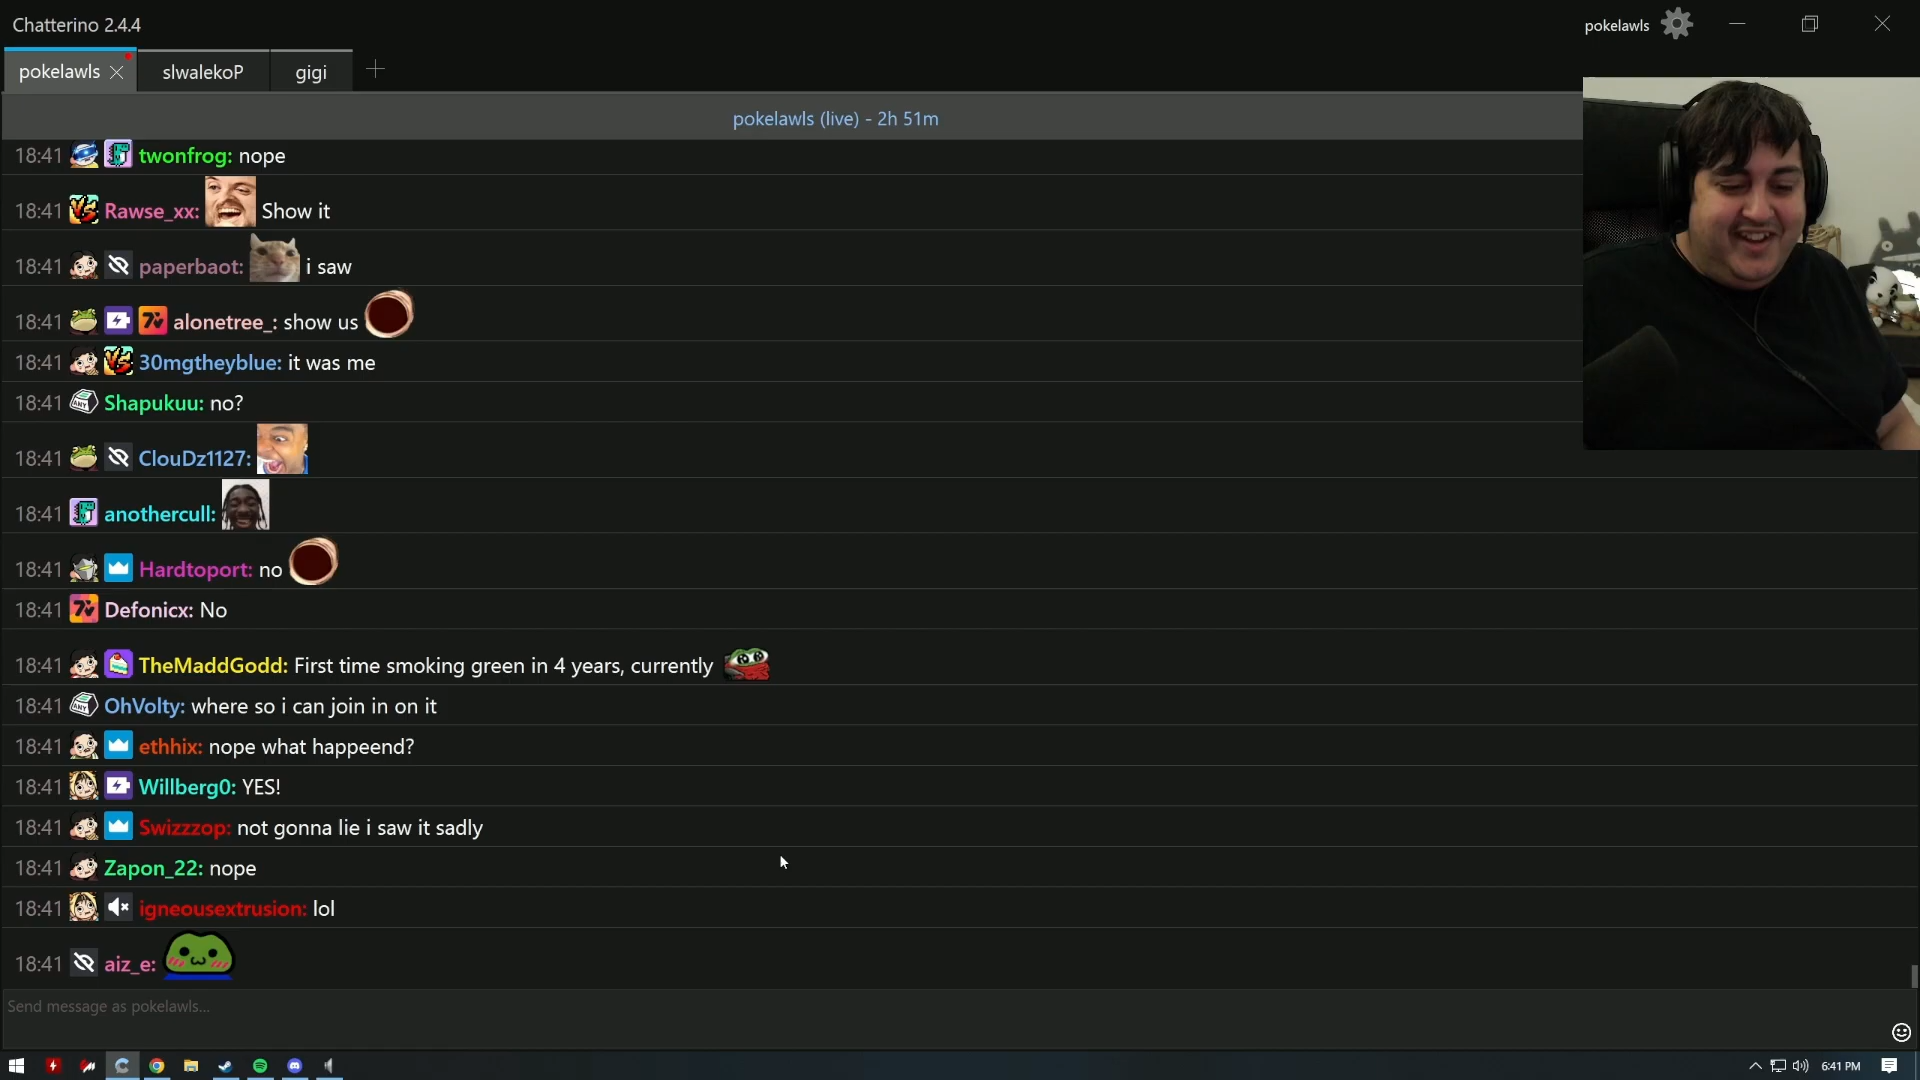 Chatterino 2.4.4
pokelawls
pokelawls
slwalekoP
gigi
pokelawls (live) - 2h 51m
18:41 twonfrog: nope
18:41 Rawse_xx: Show it
18:41 paperbaot: i saw
18:41 alonetree_: show us
18:41 30mgtheyblue: it was me
18:41 Shapukuu: no?
18:41 ClouDz1127:
18:41 anothercull:
18:41 Hardtoport: no
18:41 Defonicx: No
18:41 TheMaddGodd: First time smoking green in 4 years, currently
18:41 OhVolty: where so i can join in on it
18:41 ethhix: nope what happeend?
18:41 Willberg0: YES!
18:41 Swizzzop: not gonna lie i saw it sadly
18:41 Zapon_22: nope
18:41 igneousextrusion: lol
18:41 aiz_e:
Send message as pokelawls...
6:41 PM